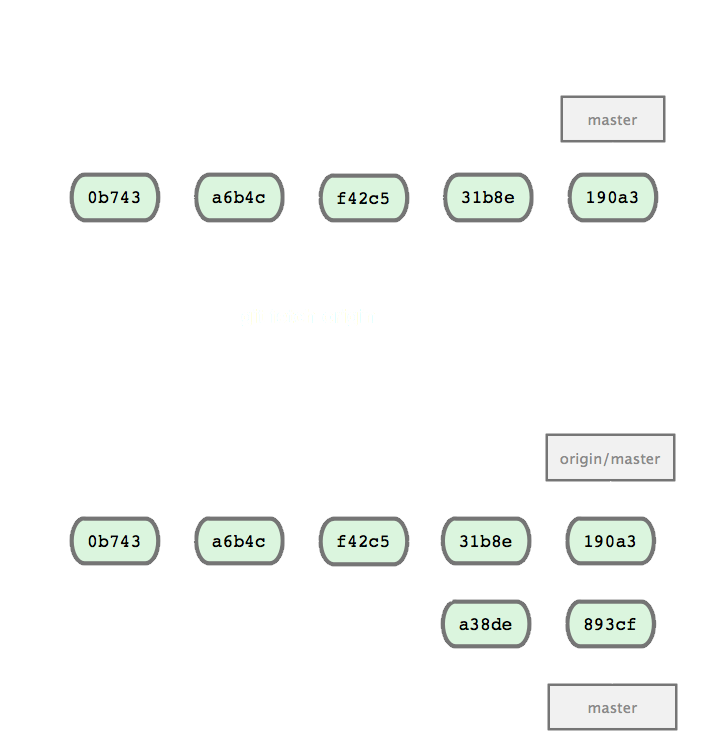 master
0b743 a6b4c f42c5 31b8e 190a3
origin/master
0b743 a6b4c f42c5 31b8e 190a3
a38de 893cf
master